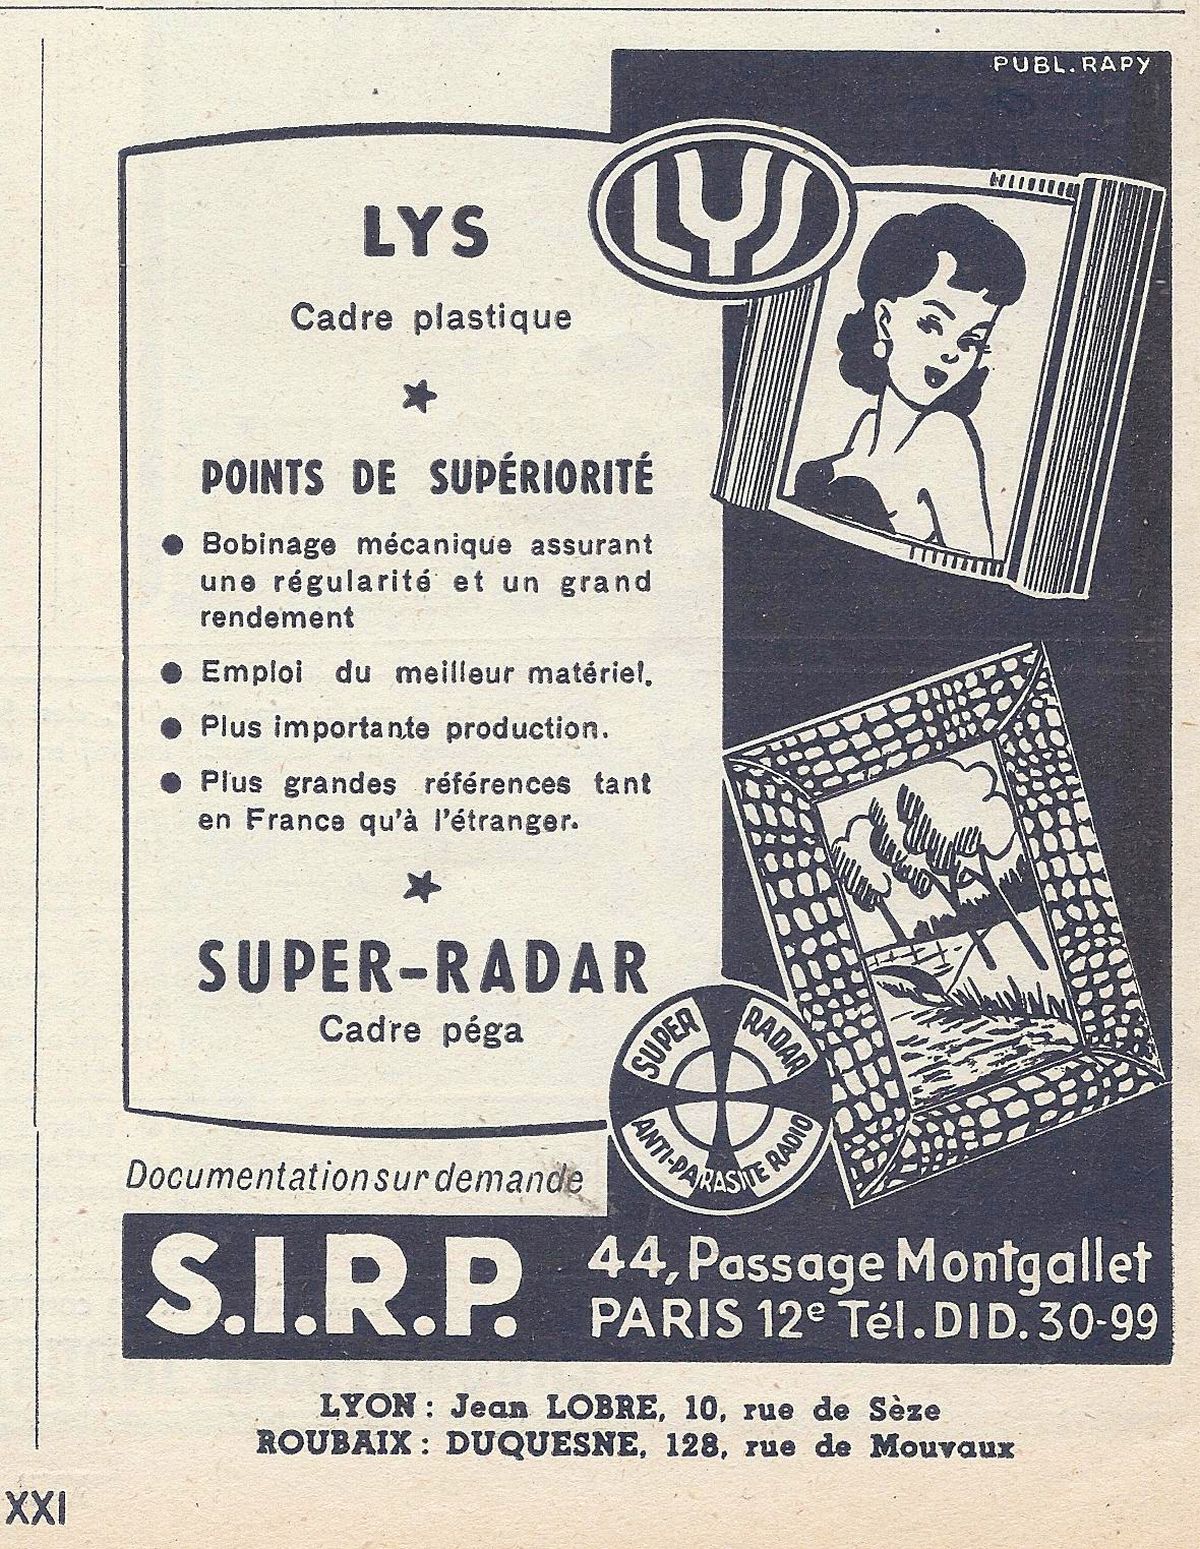 PUBL. RAPY
LYS
LYS
Cadre plastique
POINTS DE SUPÉRIORITÉ
● Bobinage mécanique assurant
une régularité et un grand
rendement
● Emploi du meilleur matériel.
● Plus importante production.
● Plus grandes références tant
en France qu'à l'étranger.
SUPER-RADAR
Cadre péga
SUPER RADAR
ANTI-PARASITE RADIO
Documentation sur demande
S.I.R.P.
44, Passage Montgallet
PARIS 12e Tél. DID. 30-99
LYON : Jean LOBRE, 10, rue de Sèze
ROUBAIX : DUQUESNE, 128, rue de Mouvaux
XXI